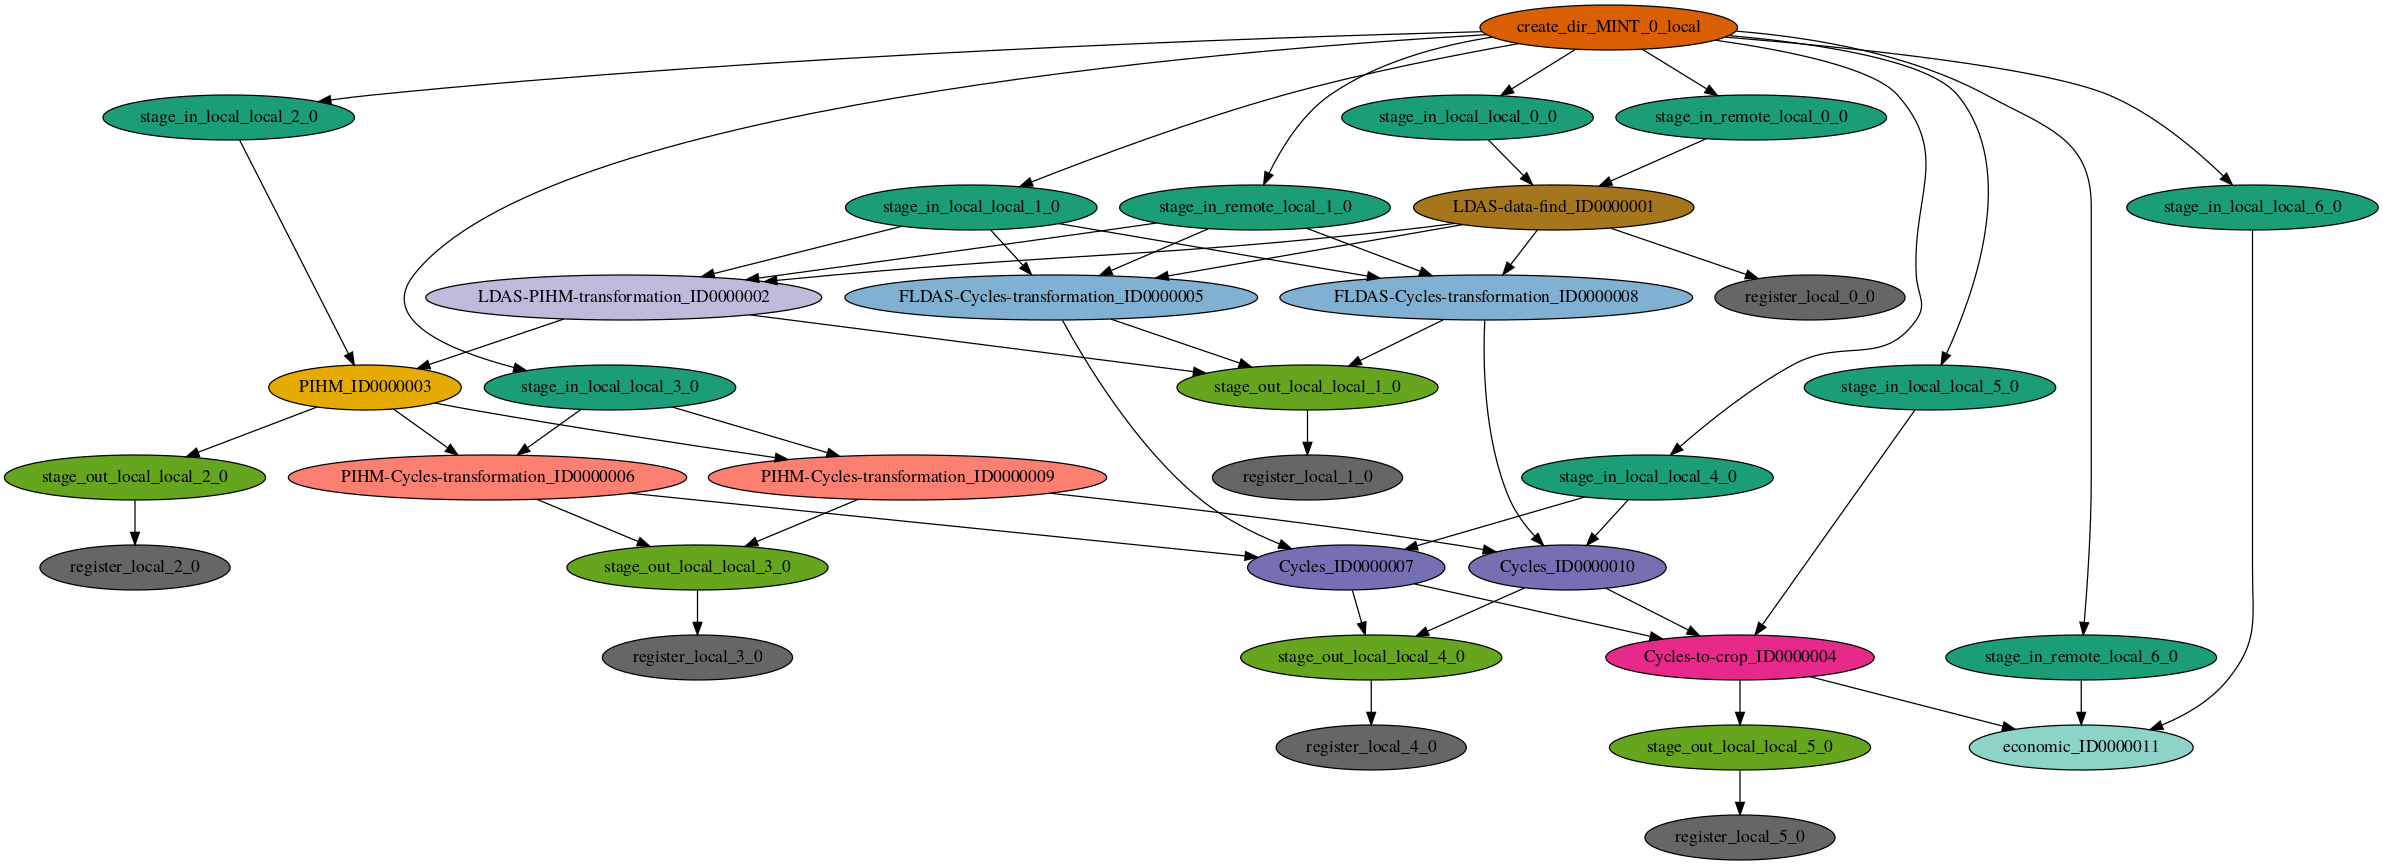 create_dir_MINT_0_local
stage_in_local_local_2_0
stage_in_local_local_0_0
stage_in_remote_local_0_0
stage_in_local_local_1_0
stage_in_remote_local_1_0
LDAS-data-find_ID0000001
stage_in_local_local_6_0
LDAS-PIHM-transformation_ID0000002
FLDAS-Cycles-transformation_ID0000005
FLDAS-Cycles-transformation_ID0000008
register_local_0_0
PIHM_ID0000003
stage_in_local_local_3_0
stage_out_local_local_1_0
stage_in_local_local_5_0
stage_out_local_local_2_0
PIHM-Cycles-transformation_ID0000006
PIHM-Cycles-transformation_ID0000009
register_local_1_0
stage_in_local_local_4_0
register_local_2_0
stage_out_local_local_3_0
Cycles_ID0000007
Cycles_ID0000010
register_local_3_0
stage_out_local_local_4_0
Cycles-to-crop_ID0000004
stage_in_remote_local_6_0
register_local_4_0
stage_out_local_local_5_0
economic_ID0000011
register_local_5_0